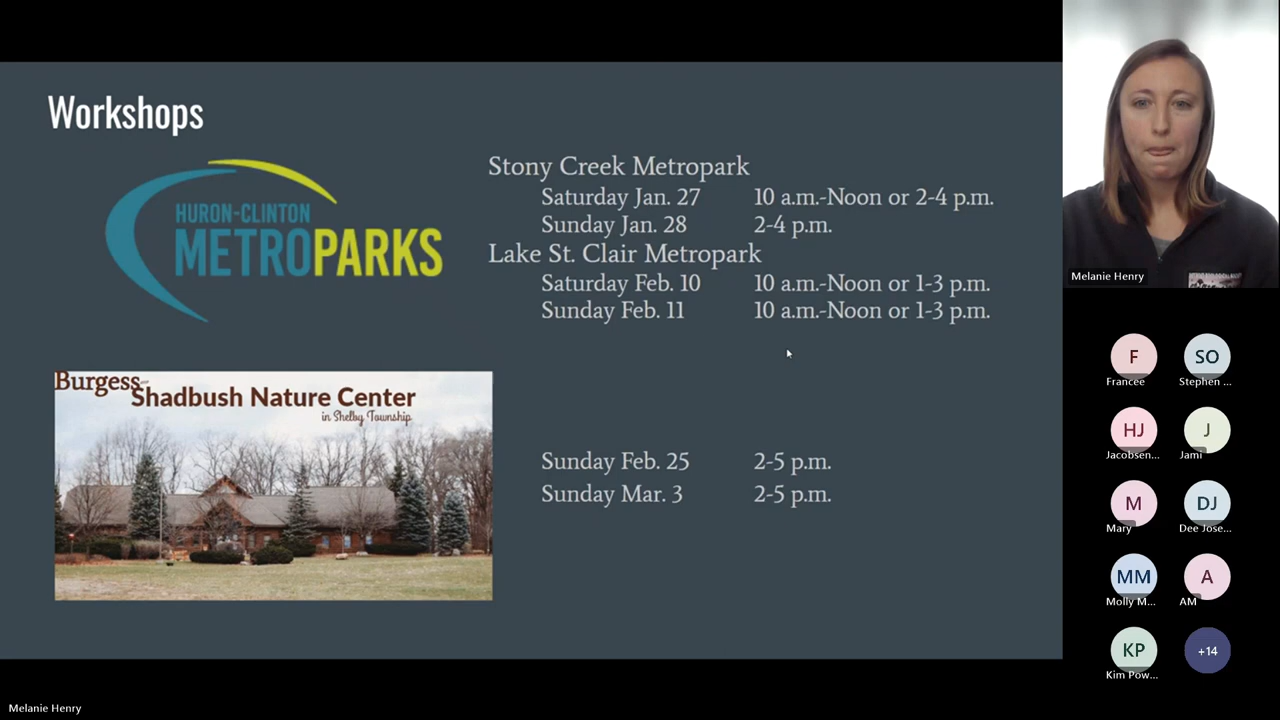 Workshops
HURON-CLINTON
METROPARKS
Stony Creek Metropark
Saturday Jan. 27 10 a.m.-Noon or 2-4 p.m.
Sunday Jan. 28 2-4 p.m.
Lake St. Clair Metropark
Saturday Feb. 10 10 a.m.-Noon or 1-3 p.m.
Sunday Feb. 11 10 a.m.-Noon or 1-3 p.m.
Burgess-
Shadbush Nature Center
in Shelby Township
Sunday Feb. 25 2-5 p.m.
Sunday Mar. 3 2-5 p.m.
Melanie Henry
F
Francee
SO
Stephen ...
HJ
Jacobsen...
J
Jami
M
Mary
DJ
Dee Jose...
MM
Molly M...
A
AM
KP
Kim Pow...
+14
Melanie Henry